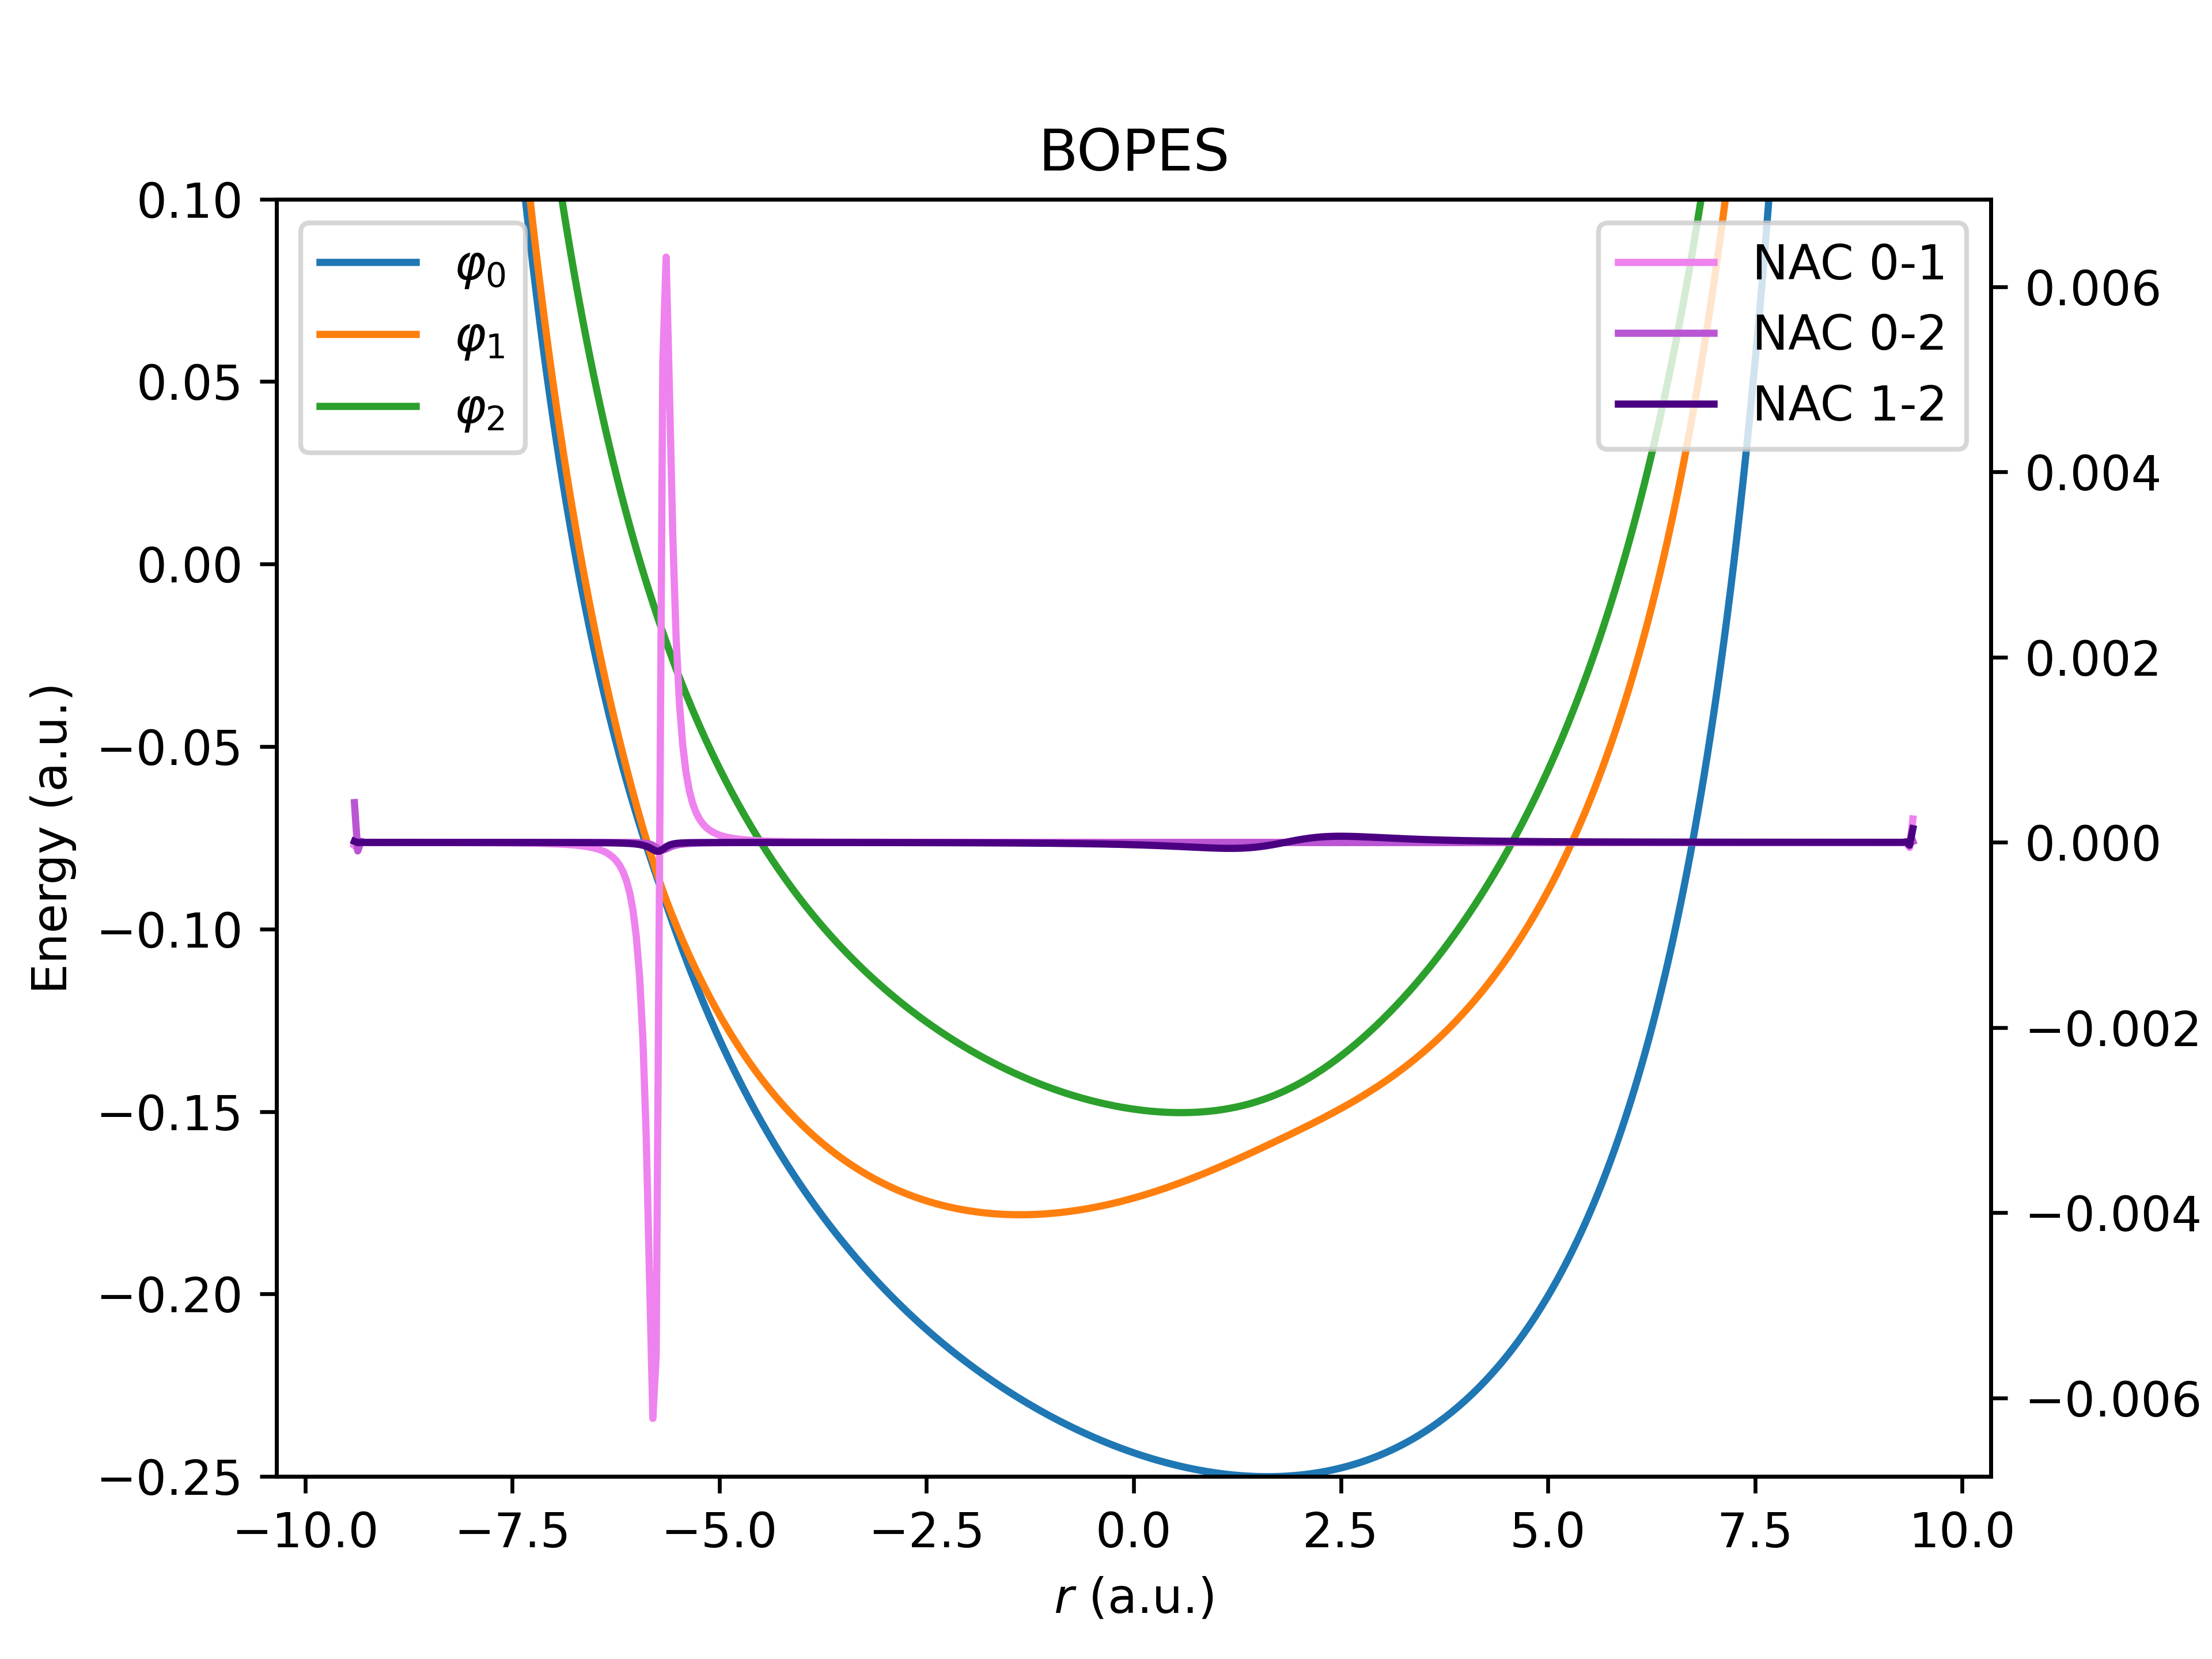 BOPES
0.10
0.05
0.00
−0.05
−0.10
−0.15
−0.20
−0.25
Energy (a.u.)
φ0
φ1
φ2
NAC 0-1
NAC 0-2
NAC 1-2
0.006
0.004
0.002
0.000
−0.002
−0.004
−0.006
−10.0 −7.5 −5.0 −2.5 0.0 2.5 5.0 7.5 10.0
r (a.u.)